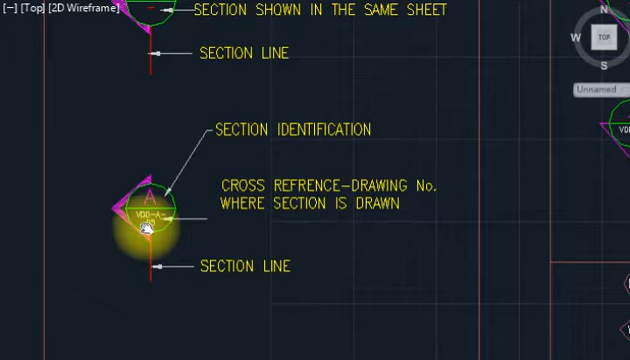 [-] [Top] [2D Wireframe]
SECTION SHOWN IN THE SAME SHEET
N
W
TOP
S
SECTION LINE
Unnamed
SECTION IDENTIFICATION
A
CROSS REFRENCE-DRAWING No.
WHERE SECTION IS DRAWN
VDD-A-
SECTION LINE